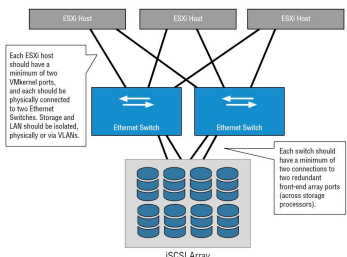 ESXi Host
ESXi Host
ESXi Host
Each ESXi host
should have a
minimum of two
VMkernel ports,
and each should be
physically connected
to two Ethernet
Switches. Storage and
LAN should be isolated,
physically or via VLANs.
Ethernet Switch
Ethernet Switch
Each switch should
have a minimum of
two connections to
two redundant
front-end array ports
(across storage
processors).
iSCSI Array